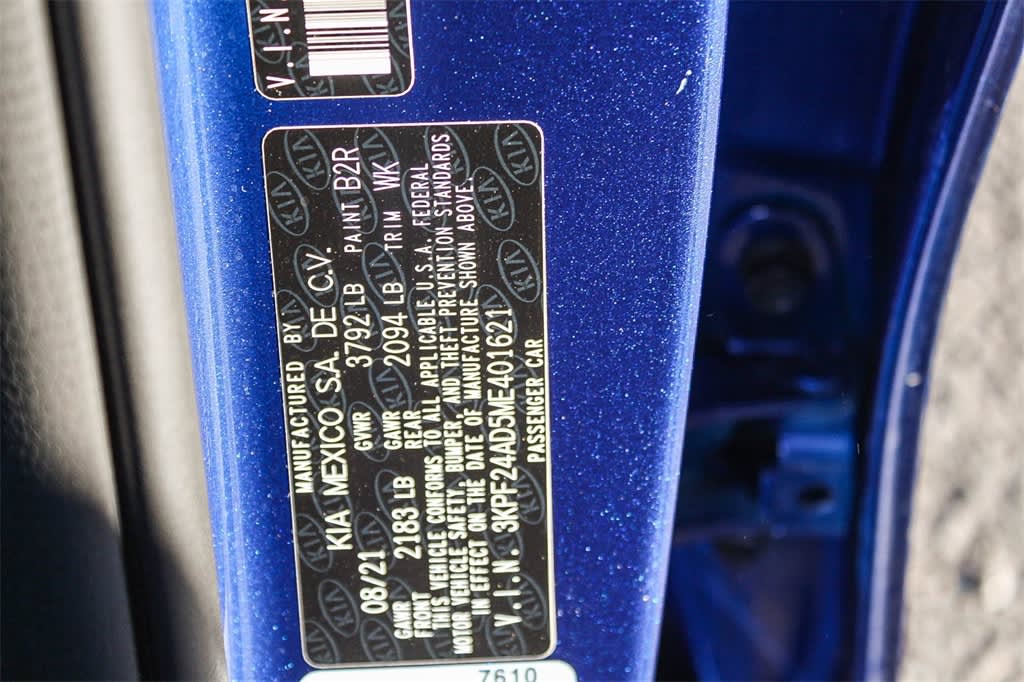 V.I.N
MANUFACTURED BY
KIA MEXICO S.A. DE C.V.
08/21 GVWR 3792 LB PAINT B2R
GAWR FRONT 2183 LB GAWR REAR 2094 LB TRIM WK
THIS VEHICLE CONFORMS TO ALL APPLICABLE U.S.A. FEDERAL
MOTOR VEHICLE SAFETY, BUMPER AND THEFT PREVENTION STANDARDS
IN EFFECT ON THE DATE OF MANUFACTURE SHOWN ABOVE.
V.I.N. 3KPF24AD5ME401621
PASSENGER CAR
7610